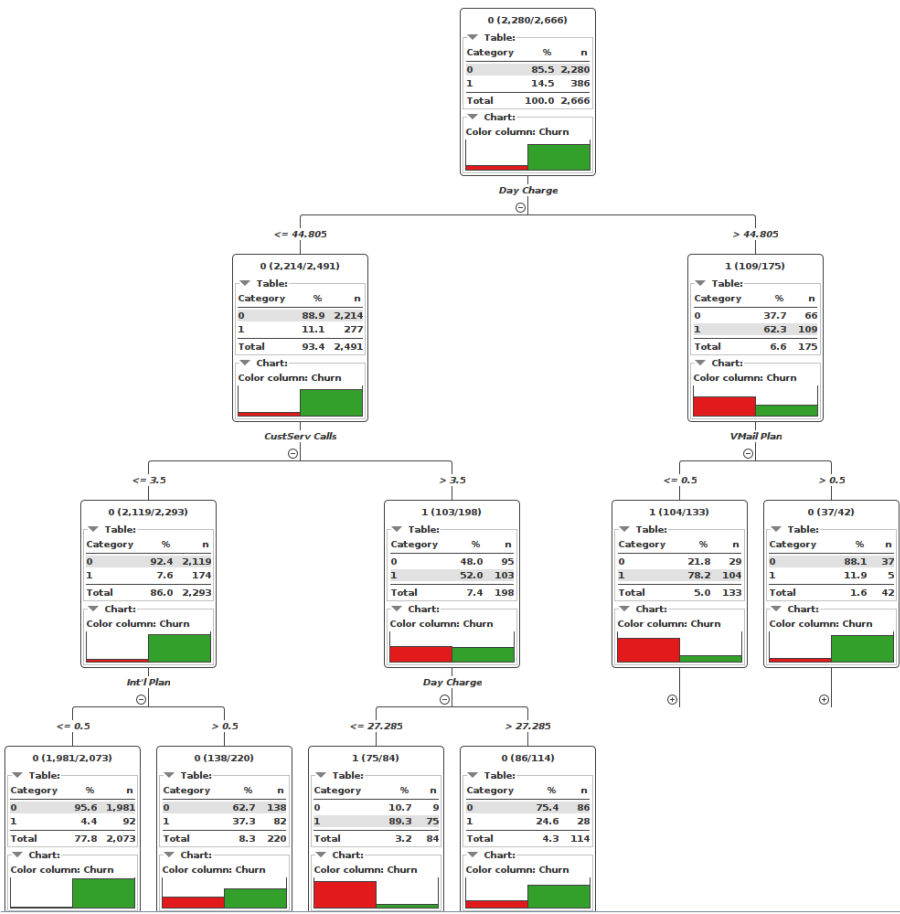 0 (2,280/2,666)
Table:
Category % n
0 85.5 2,280
1 14.5 386
Total 100.0 2,666
Chart:
Color column: Churn
Day Charge
<= 44.805
> 44.805
0 (2,214/2,491)
Table:
Category % n
0 88.9 2,214
1 11.1 277
Total 93.4 2,491
Chart:
Color column: Churn
CustServ Calls
1 (109/175)
Table:
Category % n
0 37.7 66
1 62.3 109
Total 6.6 175
Chart:
Color column: Churn
VMail Plan
<= 3.5
> 3.5
<= 0.5
> 0.5
0 (2,119/2,293)
Table:
Category % n
0 92.4 2,119
1 7.6 174
Total 86.0 2,293
Chart:
Color column: Churn
Int'l Plan
1 (103/198)
Table:
Category % n
0 48.0 95
1 52.0 103
Total 7.4 198
Chart:
Color column: Churn
Day Charge
1 (104/133)
Table:
Category % n
0 21.8 29
1 78.2 104
Total 5.0 133
Chart:
Color column: Churn
0 (37/42)
Table:
Category % n
0 88.1 37
1 11.9 5
Total 1.6 42
Chart:
Color column: Churn
<= 0.5
> 0.5
<= 27.285
> 27.285
0 (1,981/2,073)
Table:
Category % n
0 95.6 1,981
1 4.4 92
Total 77.8 2,073
Chart:
Color column: Churn
0 (138/220)
Table:
Category % n
0 62.7 138
1 37.3 82
Total 8.3 220
Chart:
Color column: Churn
1 (75/84)
Table:
Category % n
0 10.7 9
1 89.3 75
Total 3.2 84
Chart:
Color column: Churn
0 (86/114)
Table:
Category % n
0 75.4 86
1 24.6 28
Total 4.3 114
Chart:
Color column: Churn